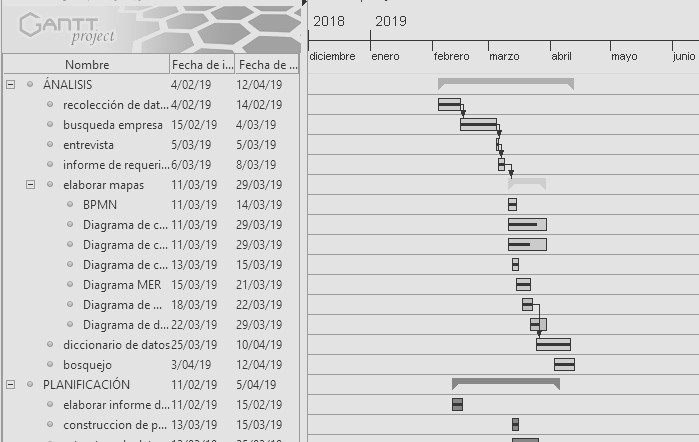 GANTT
project
2018 2019
diciembre enero febrero marzo abril mayo junio
Nombre Fecha de i... Fecha de ...
ÁNALISIS 4/02/19 12/04/19
recolección de dat... 4/02/19 14/02/19
busqueda empresa 15/02/19 4/03/19
entrevista 5/03/19 5/03/19
informe de requeri... 6/03/19 8/03/19
elaborar mapas 11/03/19 29/03/19
BPMN 11/03/19 14/03/19
Diagrama de c... 11/03/19 29/03/19
Diagrama de c... 11/03/19 29/03/19
Diagrama de c... 13/03/19 15/03/19
Diagrama MER 15/03/19 21/03/19
Diagrama de ... 18/03/19 22/03/19
Diagrama de d... 22/03/19 29/03/19
diccionario de datos 25/03/19 10/04/19
bosquejo 3/04/19 12/04/19
PLANIFICACIÓN 11/02/19 5/04/19
elaborar informe d... 11/02/19 15/02/19
construccion de p... 13/03/19 15/03/19